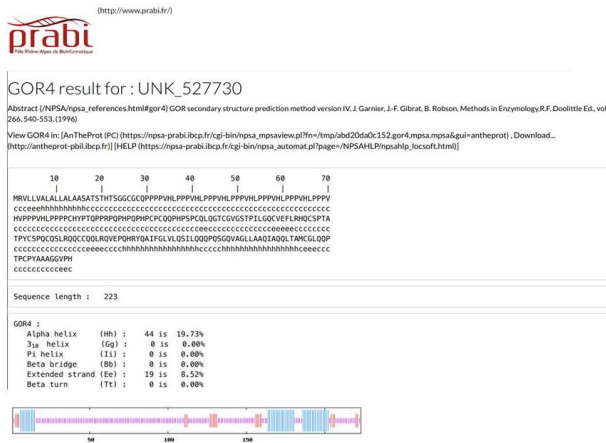 (http://www.prabi.fr/)
prabi
Pôle Rhône-Alpes de Bioinformatique
GOR4 result for : UNK_527730
Abstract (/NPSA/npsa_references.html#gor4) GOR secondary structure prediction method version IV, J. Garnier, J.-F. Gibrat, B. Robson, Methods in Enzymology,R.F. Doolittle Ed., vol
266, 540-553, (1996)
View GOR4 in: [AnTheProt (PC) (https://npsa-prabi.ibcp.fr/cgi-bin/npsa_mpsaview.pl?fn=/tmp/abd20da0c152.gor4.mpsa.mpsa&gui=antheprot) , Download...
(http://antheprot-pbil.ibcp.fr)] [HELP (https://npsa-prabi.ibcp.fr/cgi-bin/npsa_automat.pl?page=/NPSAHLP/npsahlp_locsoft.html)]
10 20 30 40 50 60 70
| | | | | | |
MRVLLVALALLALAASATSTHTSGGCGCQPPPPVHLPPPVHLPPPVHLPPPVHLPPPVHLPPPVHLPPPV
ccceeehhhhhhhhhhcccccccccccccccccccccccccccccccccccccccccccccccccccccc
HVPPPVHLPPPPCHYPTQPPRPQPHPQPHPCPCQQPHPSPCQLQGTCGVGSTPILGQCVEFLRHQCSPTA
ccccccccccccccccccccccccccccccccccccccccceeccccccccccccceeeeeccccccccc
TPYCSPQCQSLRQQCCQQLRQVEPQHRYQAIFGLVLQSILQQQPQSGQVAGLLAAQIAQQLTAMCGLQQP
cccccccccccccccceeeeccchhhhhhhhhhhhhhhhhhccccchhhhhhhhhhhhhhhhhceeeccc
TPCPYAAAGGVPH
cccccccccceec
Sequence length : 223
GOR4 :
Alpha helix (Hh) : 44 is 19.73%
3₁₀ helix (Gg) : 0 is 0.00%
Pi helix (Ii) : 0 is 0.00%
Beta bridge (Bb) : 0 is 0.00%
Extended strand (Ee) : 19 is 8.52%
Beta turn (Tt) : 0 is 0.00%
50 100 150